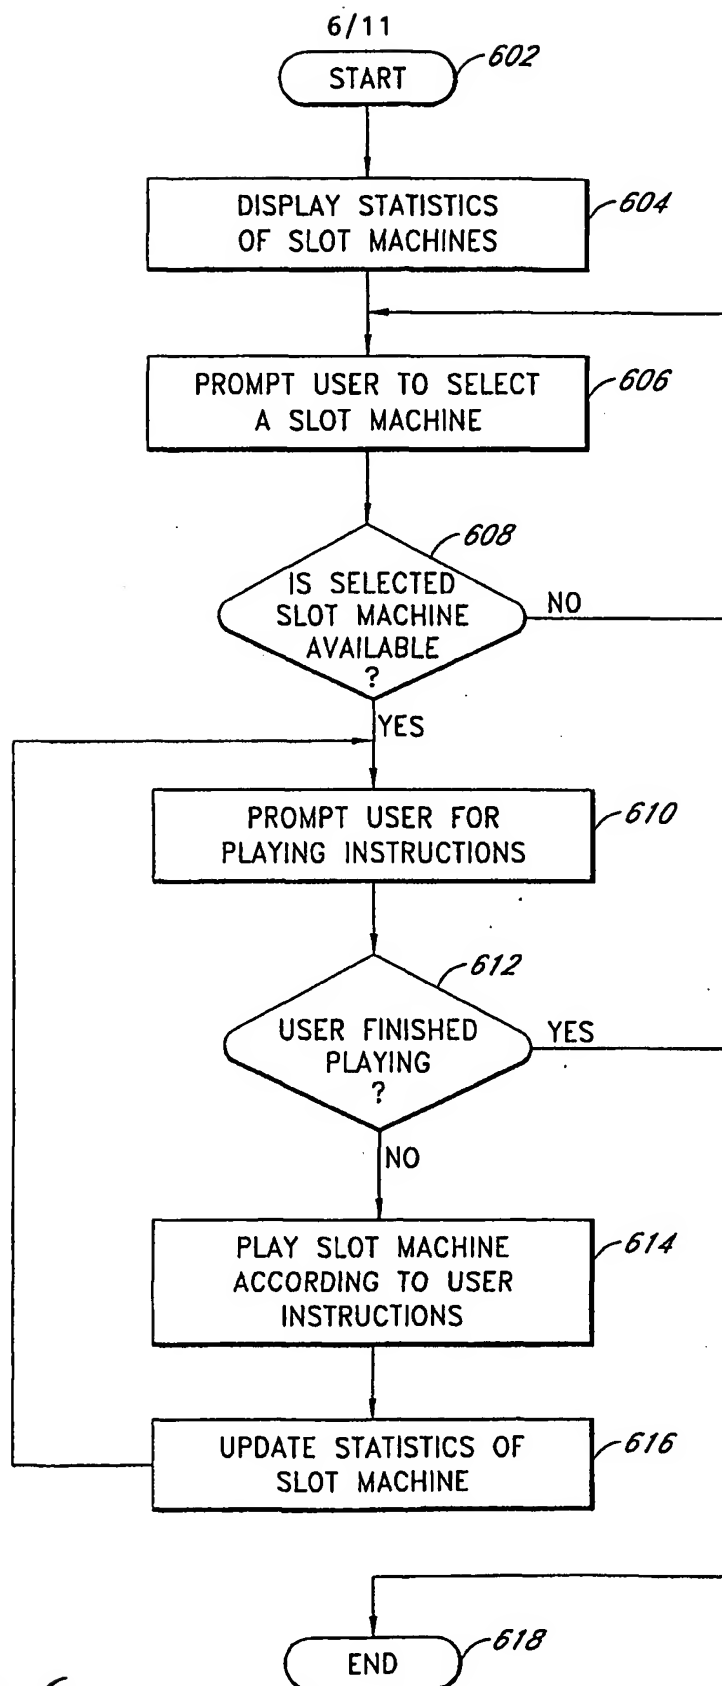 6/11
START
602
DISPLAY STATISTICS
OF SLOT MACHINES
604
PROMPT USER TO SELECT
A SLOT MACHINE
606
608
IS SELECTED
SLOT MACHINE
AVAILABLE
?
NO
YES
PROMPT USER FOR
PLAYING INSTRUCTIONS
610
612
USER FINISHED
PLAYING
?
YES
NO
PLAY SLOT MACHINE
ACCORDING TO USER
INSTRUCTIONS
614
UPDATE STATISTICS OF
SLOT MACHINE
616
END
618